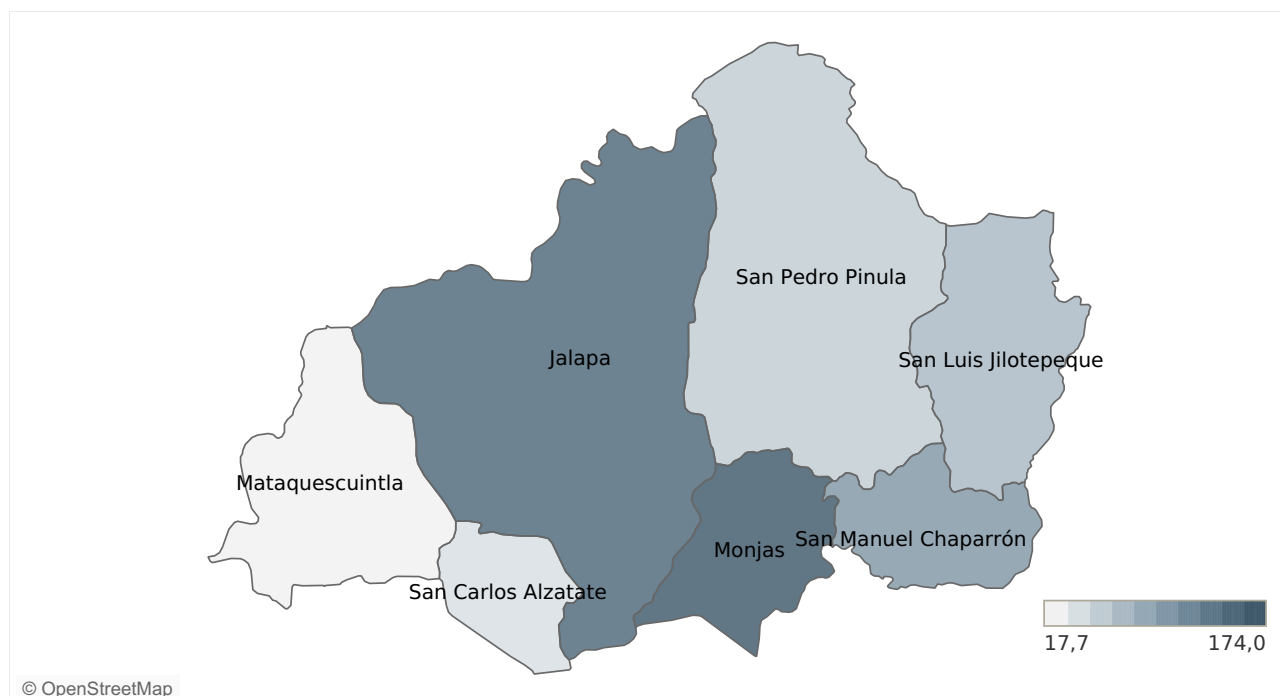 San Pedro Pinula
Jalapa
San Luis Jilotepeque
Mataquescuintla
Monjas
San Manuel Chaparrón
San Carlos Alzatate
17,7
174,0
© OpenStreetMap